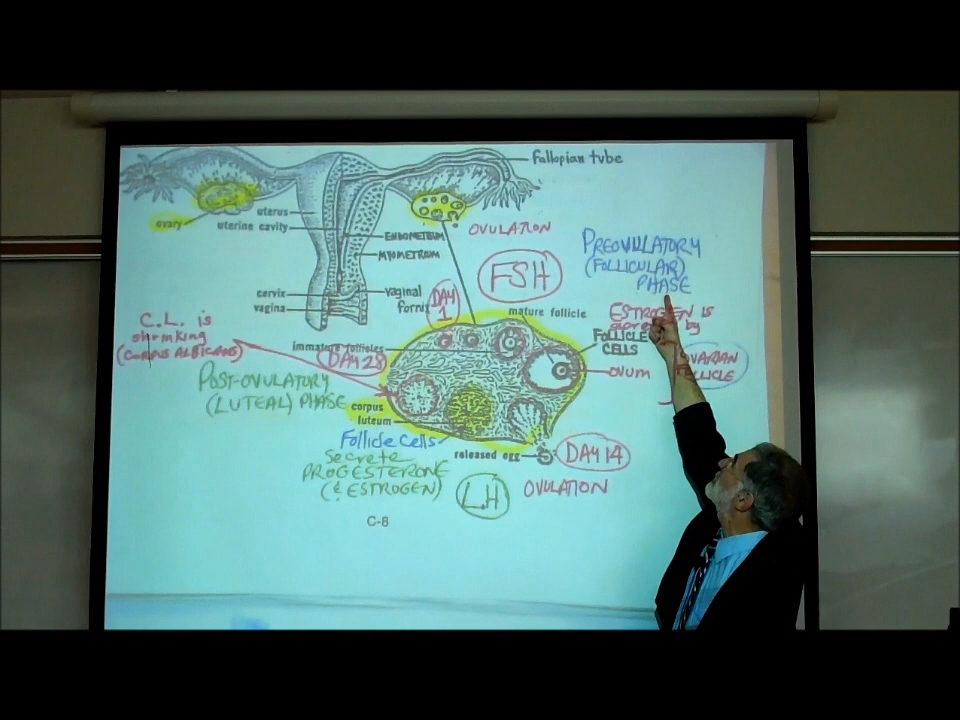 Fallopian tube
ovary
uterus
uterine cavity
ENDOMETRIUM
MYOMETRIUM
OVULATION
PREOVULATORY
(FOLLICULAR)
PHASE
FSH
cervix
vagina
vaginal
fornix
DAY
1
mature follicle
ESTROGEN is
by
FOLLICLE
CELLS
OVARIAN
FOLLICLE
OVUM
C.L. is
shrinking
(CORPUS ALBICANS)
immature follicles
DAY 28
POST-OVULATORY
(LUTEAL) PHASE
corpus
luteum
Follicle Cells
Secrete
PROGESTERONE
(& ESTROGEN)
released egg
DAY 14
LH
OVULATION
C-8